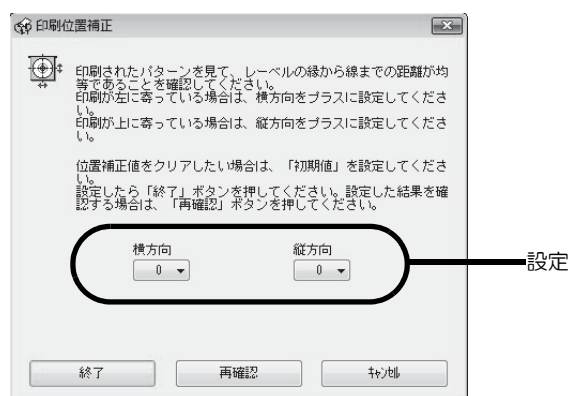 印刷位置補正
印刷されたパターンを見て、レーベルの縁から線までの距離が均
等であることを確認してください。
印刷が左に寄っている場合は、横方向をプラスに設定してくださ
い。
印刷が上に寄っている場合は、縦方向をプラスに設定してくださ
い。
位置補正値をクリアしたい場合は、「初期値」を設定してくださ
い。
設定したら「終了」ボタンを押してください。設定した結果を確
認する場合は、「再確認」ボタンを押してください。
横方向 縦方向
0 0
設定
終了 再確認 ｷｬﾝｾﾙ